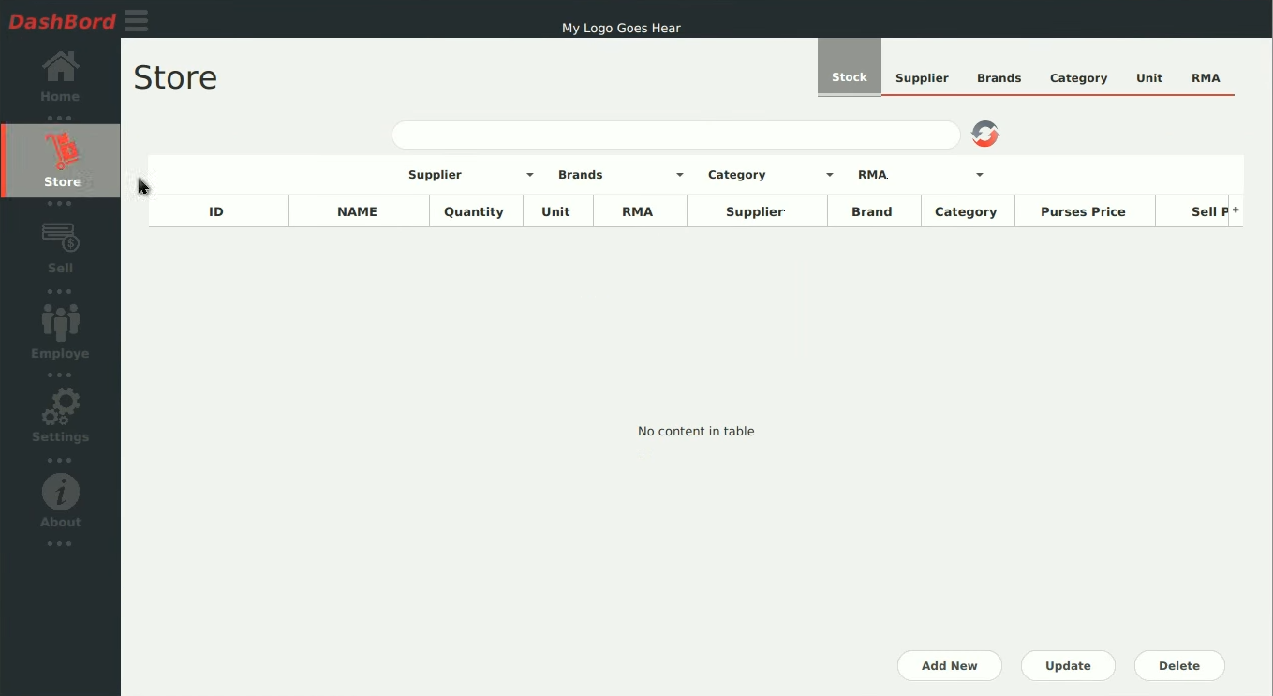 DashBord
My Logo Goes Hear
Home
Store
Sell
Employe
Settings
About
Store
Stock Supplier Brands Category Unit RMA
Supplier Brands Category RMA
ID NAME Quantity Unit RMA Supplier Brand Category Purses Price Sell P +
No content in table
Add New Update Delete